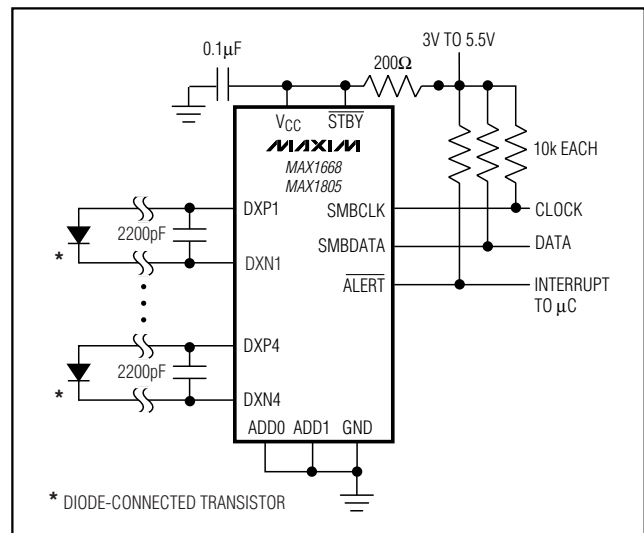 3V TO 5.5V
0.1µF
200Ω
VCC
STBY
MAXIM
MAX1668
MAX1805
10k EACH
DXP1
SMBCLK
CLOCK
2200pF
SMBDATA
DATA
*
DXN1
ALERT
INTERRUPT
TO µC
DXP4
2200pF
*
DXN4
ADD0 ADD1 GND
* DIODE-CONNECTED TRANSISTOR